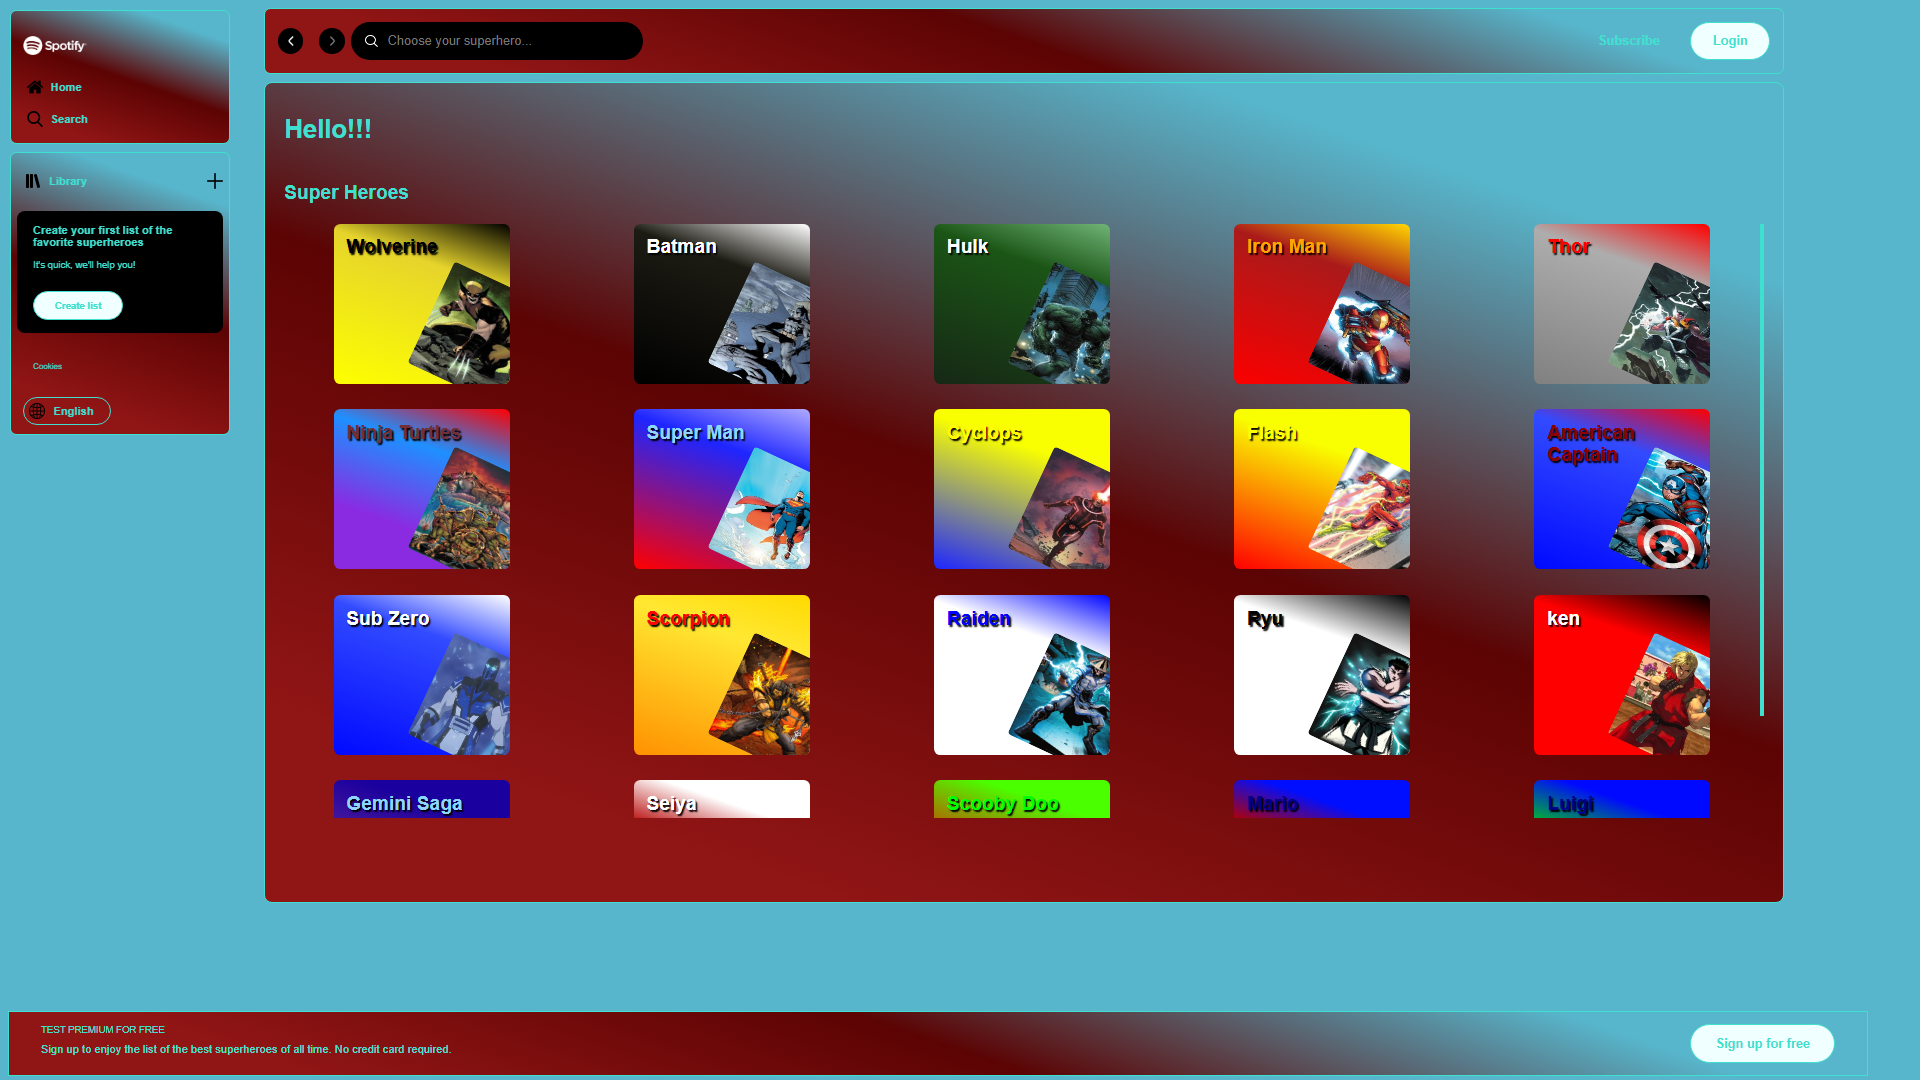 Spotify
Home
Search
Library
Create your first list of the
favorite superheroes
It's quick, we'll help you!
Create list
Cookies
English
Choose your superhero...
Subscribe
Login
Hello!!!
Super Heroes
Wolverine
Batman
Hulk
Iron Man
Thor
Ninja Turtles
Super Man
Cyclops
Flash
American
Captain
Sub Zero
Scorpion
Raiden
Ryu
ken
Gemini Saga
Seiya
Scooby Doo
Mario
Luigi
TEST PREMIUM FOR FREE
Sign up to enjoy the list of the best superheroes of all time. No credit card required.
Sign up for free